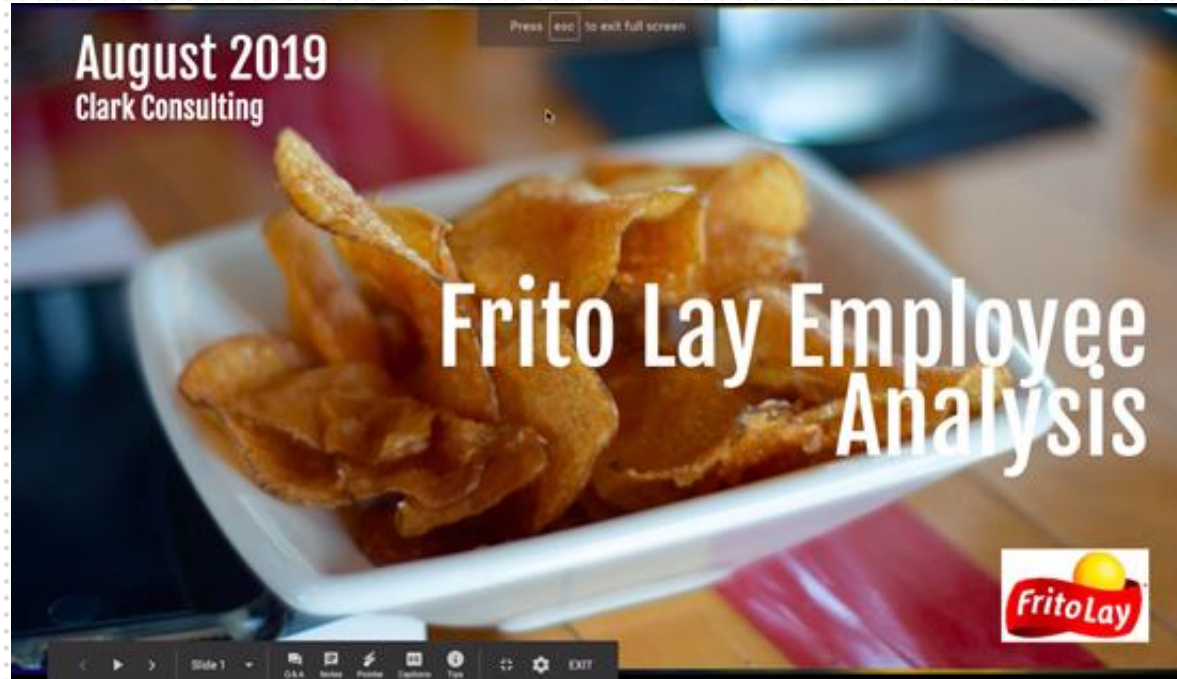 Press esc to exit full screen
August 2019
Clark Consulting
Frito Lay Employee
Analysis
FritoLay
Slide 1
Q&A Notes Pointer Captions Tips
EXIT